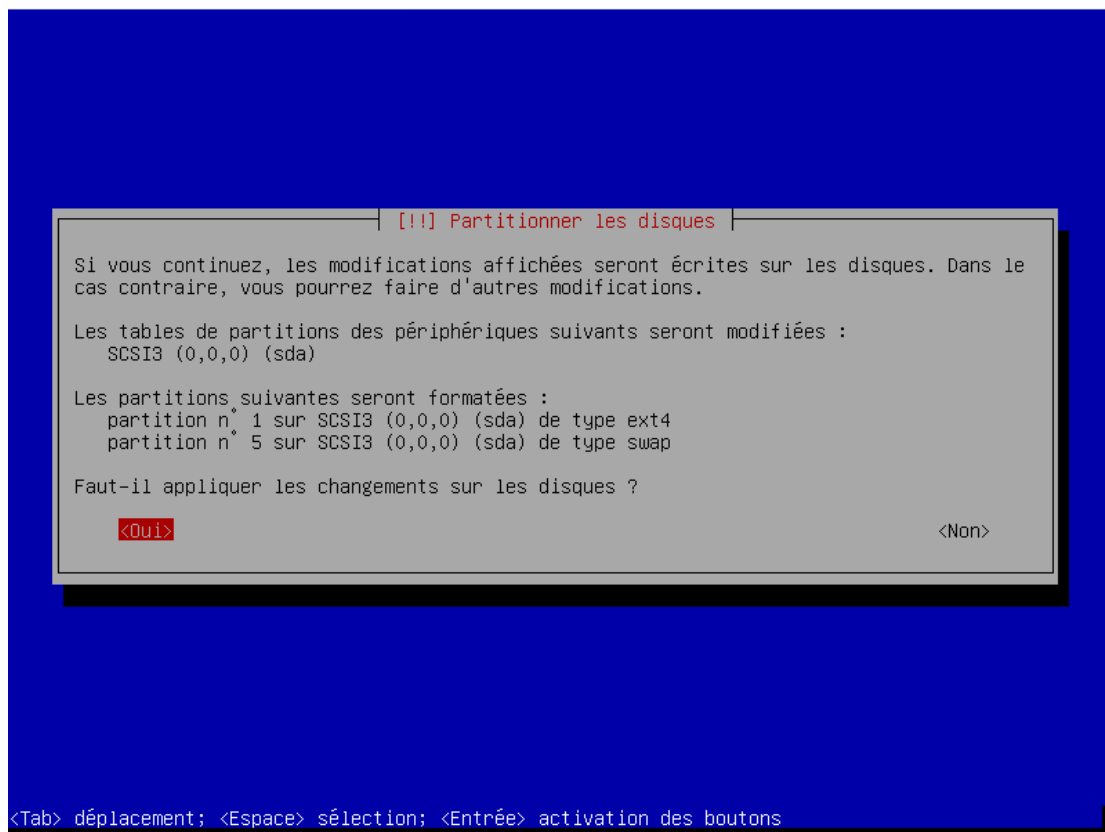 [!!] Partitionner les disques
Si vous continuez, les modifications affichées seront écrites sur les disques. Dans le
cas contraire, vous pourrez faire d'autres modifications.
Les tables de partitions des périphériques suivants seront modifiées :
SCSI3 (0,0,0) (sda)
Les partitions suivantes seront formatées :
partition n° 1 sur SCSI3 (0,0,0) (sda) de type ext4
partition n° 5 sur SCSI3 (0,0,0) (sda) de type swap
Faut-il appliquer les changements sur les disques ?
<Oui> <Non>
<Tab> déplacement; <Espace> sélection; <Entrée> activation des boutons